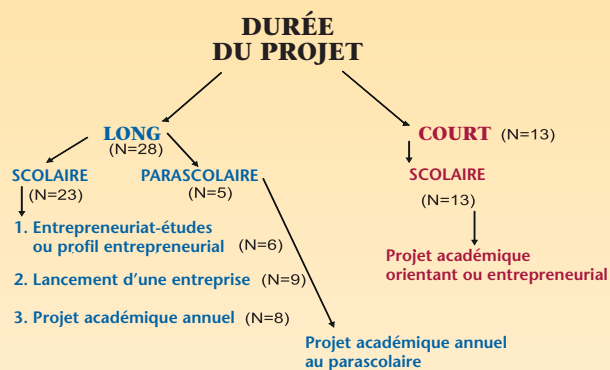 DURÉE
DU PROJET
LONG
(N=28)
COURT (N=13)
SCOLAIRE
(N=23)
PARASCOLAIRE
(N=5)
SCOLAIRE
(N=13)
1. Entrepreneuriat-études
ou profil entrepreneurial (N=6)
2. Lancement d'une entreprise (N=9)
3. Projet académique annuel (N=8)
Projet académique
orientant ou entrepreneurial
Projet académique annuel
au parascolaire